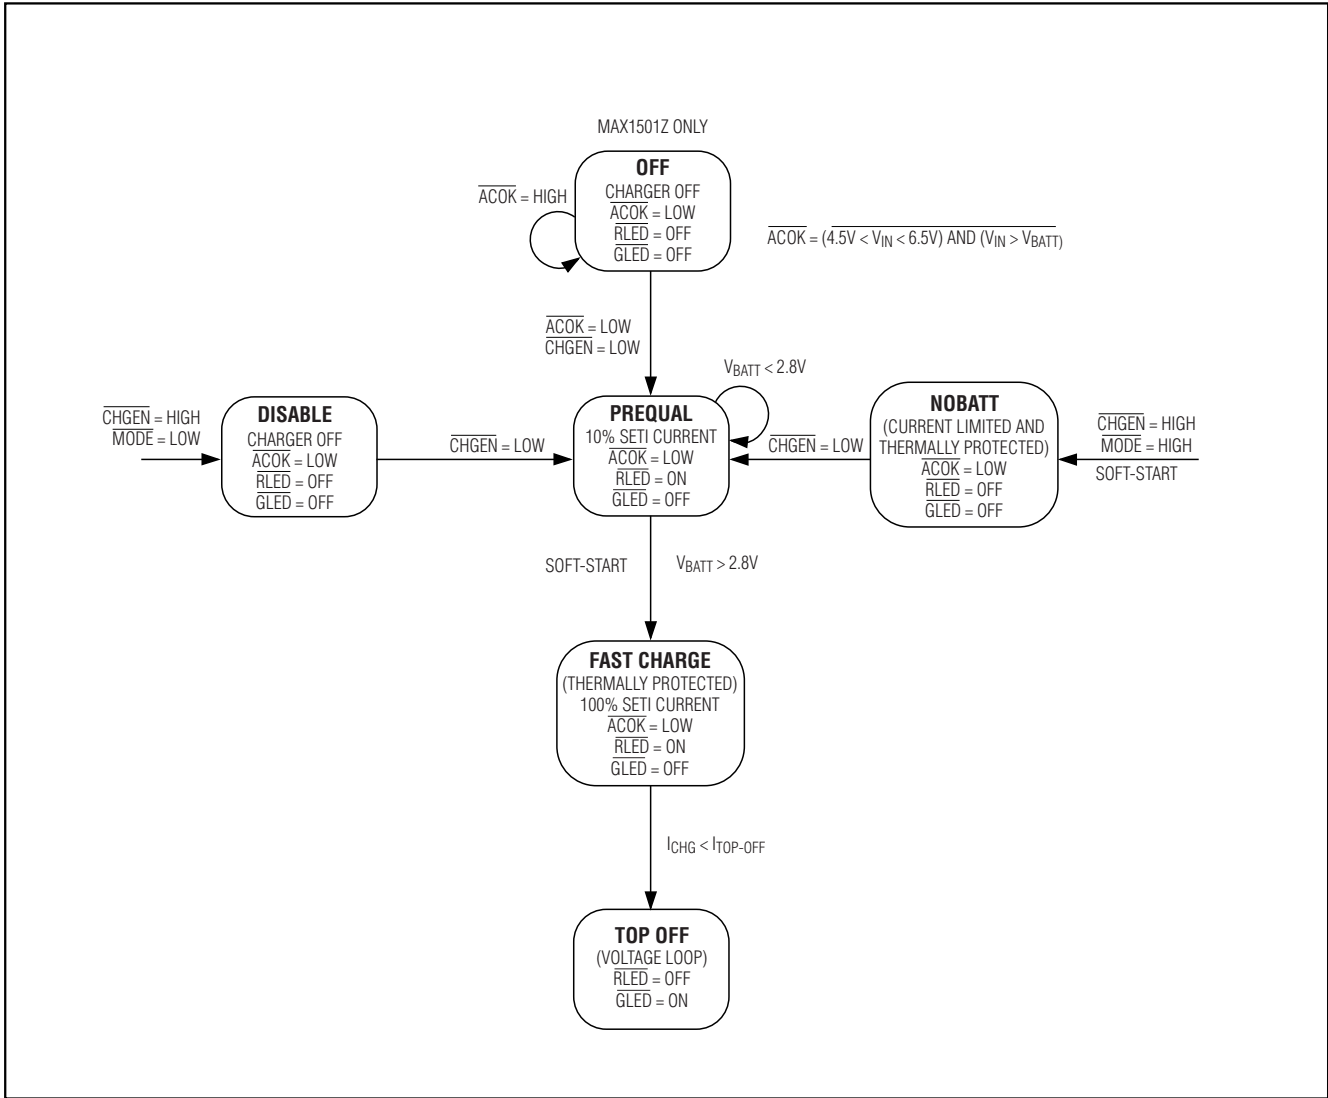 MAX1501Z ONLY
OFF
CHARGER OFF
ACOK = LOW
RLED = OFF
GLED = OFF
ACOK = HIGH
ACOK = (4.5V < VIN < 6.5V) AND (VIN > VBATT)
ACOK = LOW
CHGEN = LOW
VBATT < 2.8V
CHGEN = HIGH
MODE = LOW
DISABLE
CHARGER OFF
ACOK = LOW
RLED = OFF
GLED = OFF
CHGEN = LOW
PREQUAL
10% SETI CURRENT
ACOK = LOW
RLED = ON
GLED = OFF
CHGEN = LOW
NOBATT
(CURRENT LIMITED AND
THERMALLY PROTECTED)
ACOK = LOW
RLED = OFF
GLED = OFF
CHGEN = HIGH
MODE = HIGH
SOFT-START
SOFT-START
VBATT > 2.8V
FAST CHARGE
(THERMALLY PROTECTED)
100% SETI CURRENT
ACOK = LOW
RLED = ON
GLED = OFF
ICHG < ITOP-OFF
TOP OFF
(VOLTAGE LOOP)
RLED = OFF
GLED = ON